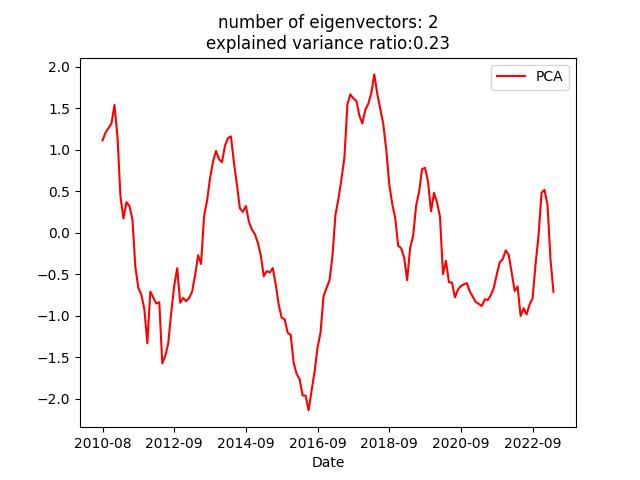 number of eigenvectors: 2
explained variance ratio:0.23
PCA
2.0
1.5
1.0
0.5
0.0
−0.5
−1.0
−1.5
−2.0
2010-08 2012-09 2014-09 2016-09 2018-09 2020-09 2022-09
Date